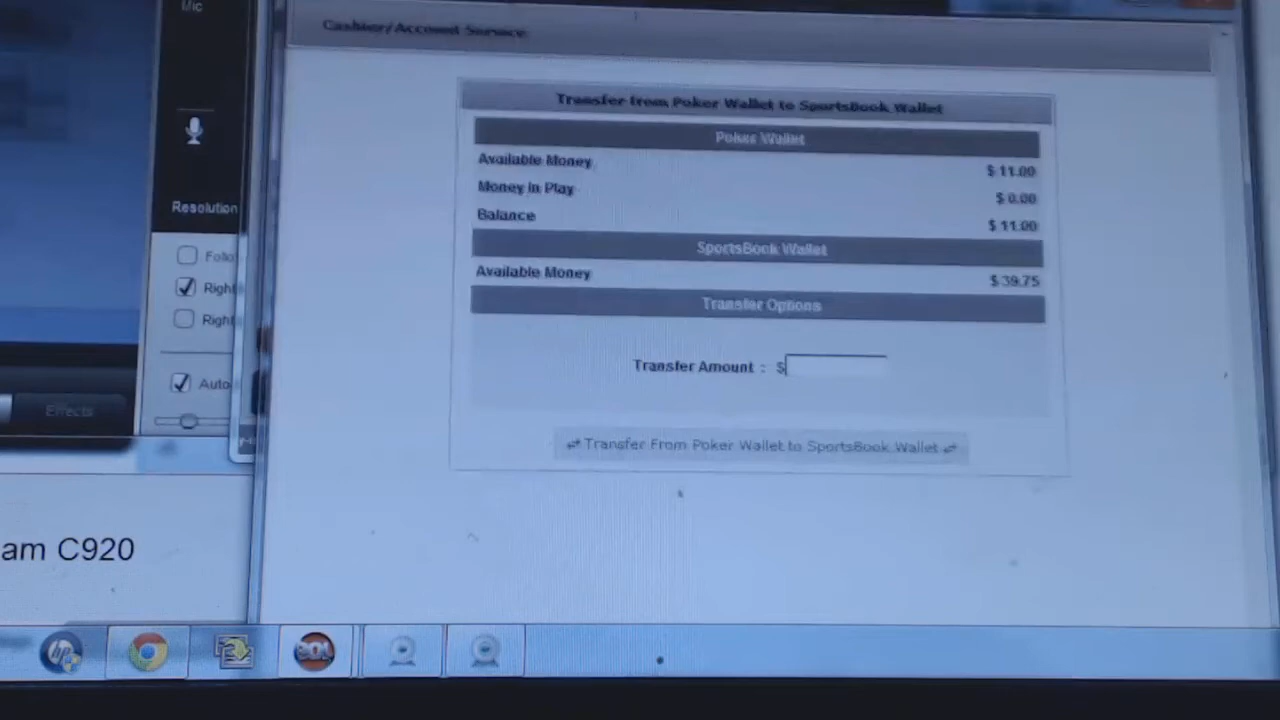 Mic
Resolution
Follo
Right
Right
Auto
Effects
am C920
Cashier/Account Service
Transfer from Poker Wallet to SportsBook Wallet
Poker Wallet
Available Money $ 11.00
Money In Play $ 0.00
Balance $ 11.00
SportsBook Wallet
Available Money $ 39.75
Transfer Options
Transfer Amount : $
Transfer From Poker Wallet to SportsBook Wallet
hp